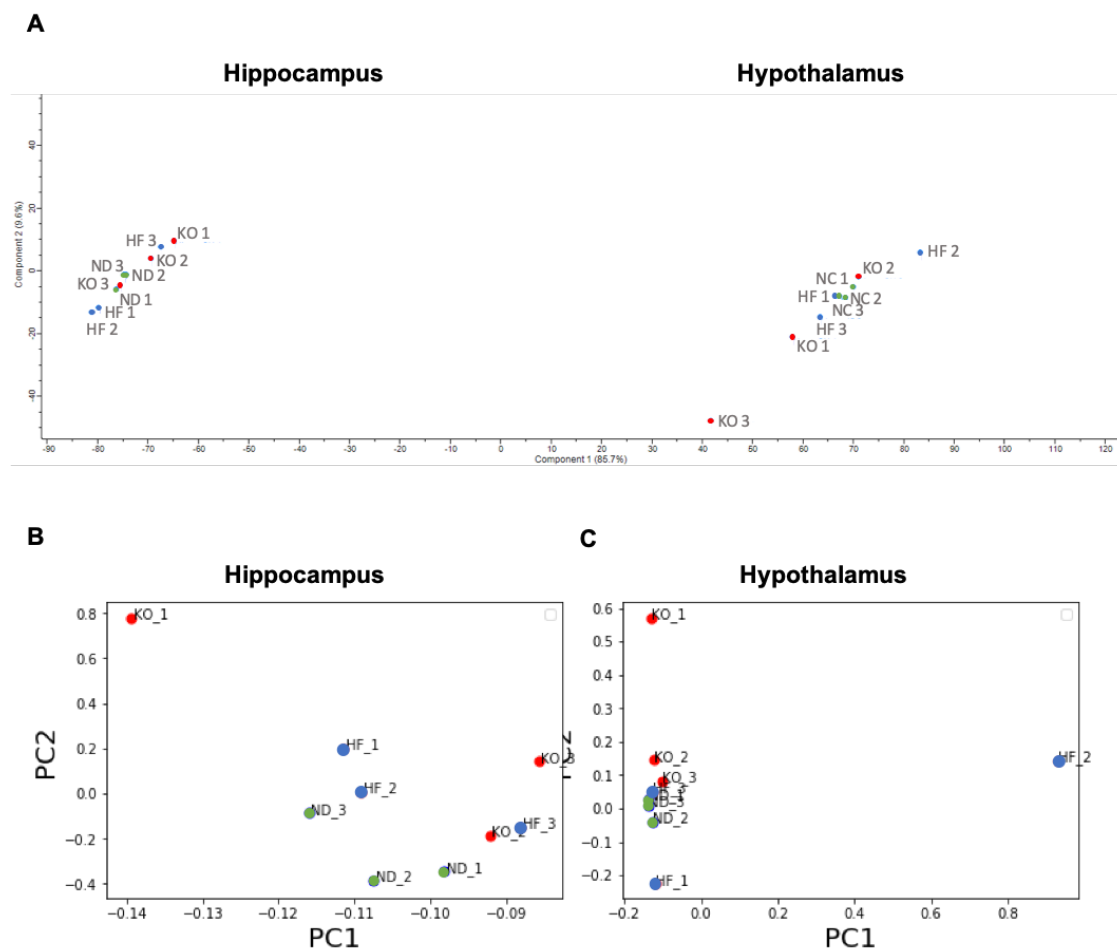 A
Hippocampus Hypothalamus
Component 2 (9.6%)
40
20
0
-20
-40
HF 3 KO 1
KO 2
ND 3 ND 2
KO 3
ND 1
HF 1
HF 2
HF 2
KO 2
NC 1
HF 1 NC 2
NC 3
HF 3
KO 1
KO 3
-90 -80 -70 -60 -50 -40 -30 -20 -10 0 10 20 30 40 50 60 70 80 90 100 110 120
Component 1 (85.7%)
B
Hippocampus
PC2
0.8
0.6
0.4
0.2
0.0
−0.2
−0.4
KO_1
HF_1
KO_3
HF_2
ND_3
HF_3
KO_2
ND_1
ND_2
−0.14 −0.13 −0.12 −0.11 −0.10 −0.09
PC1
C
Hypothalamus
0.6
0.5
0.4
0.3
0.2
0.1
0.0
−0.1
−0.2
KO_1
KO_2
HF_2
KO_3
HF_3
ND_1
ND_3
ND_2
HF_1
−0.2 0.0 0.2 0.4 0.6 0.8
PC1